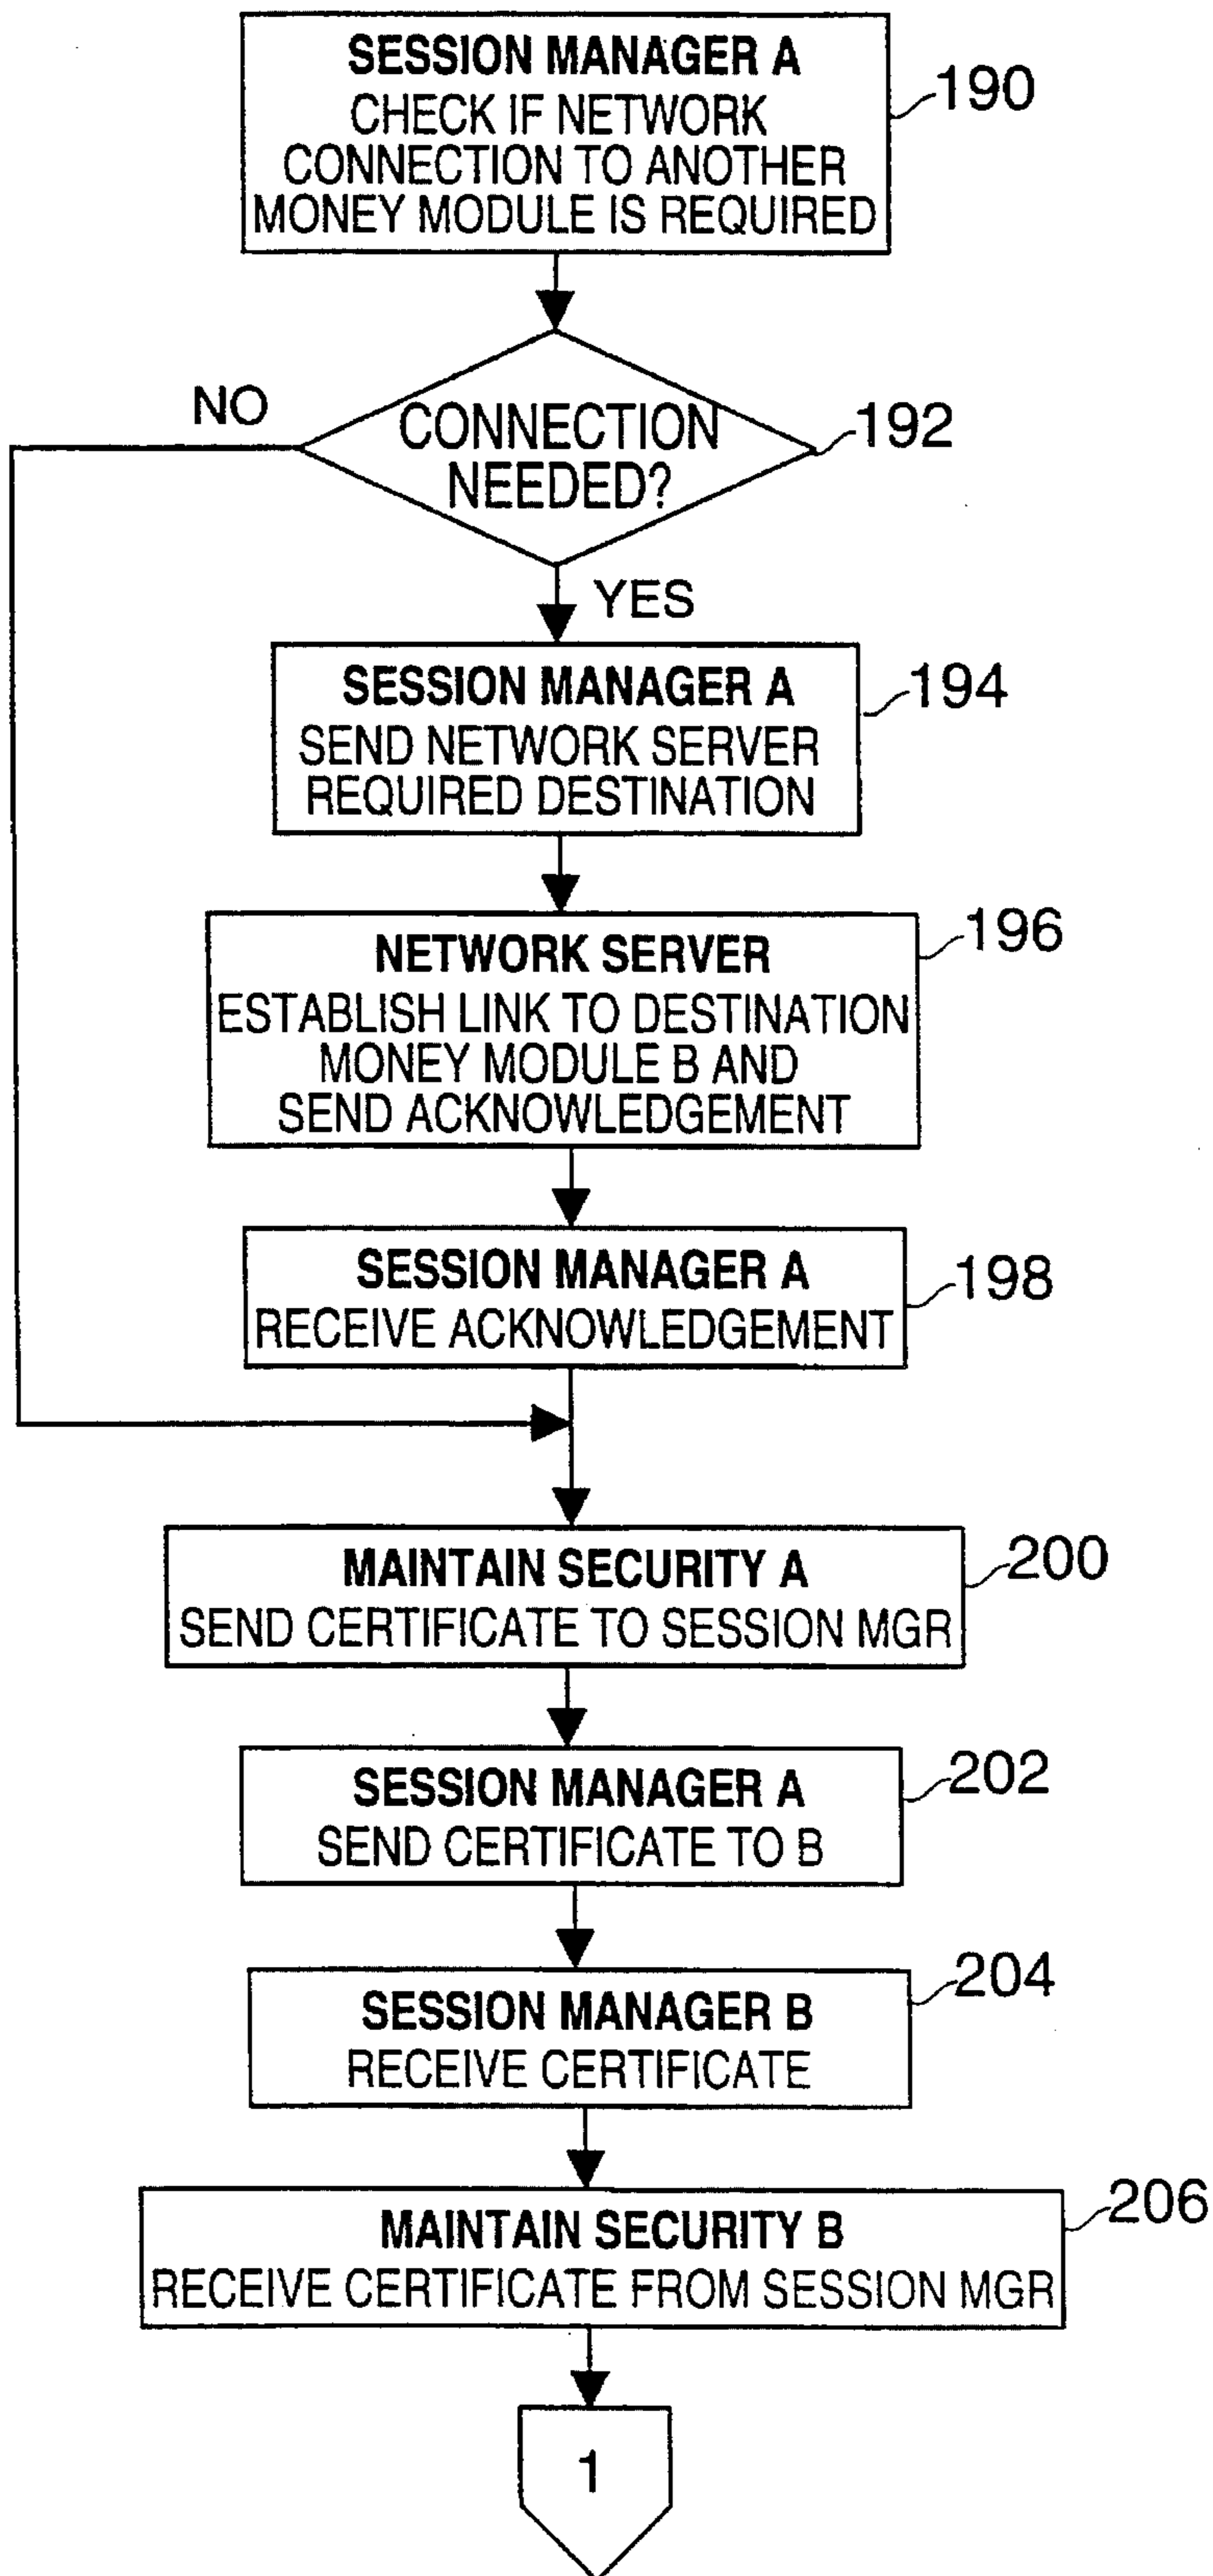 SESSION MANAGER A
CHECK IF NETWORK
CONNECTION TO ANOTHER
MONEY MODULE IS REQUIRED
190
NO
CONNECTION
NEEDED?
192
YES
SESSION MANAGER A
SEND NETWORK SERVER
REQUIRED DESTINATION
194
NETWORK SERVER
ESTABLISH LINK TO DESTINATION
MONEY MODULE B AND
SEND ACKNOWLEDGEMENT
196
SESSION MANAGER A
RECEIVE ACKNOWLEDGEMENT
198
MAINTAIN SECURITY A
SEND CERTIFICATE TO SESSION MGR
200
SESSION MANAGER A
SEND CERTIFICATE TO B
202
SESSION MANAGER B
RECEIVE CERTIFICATE
204
MAINTAIN SECURITY B
RECEIVE CERTIFICATE FROM SESSION MGR
206
1